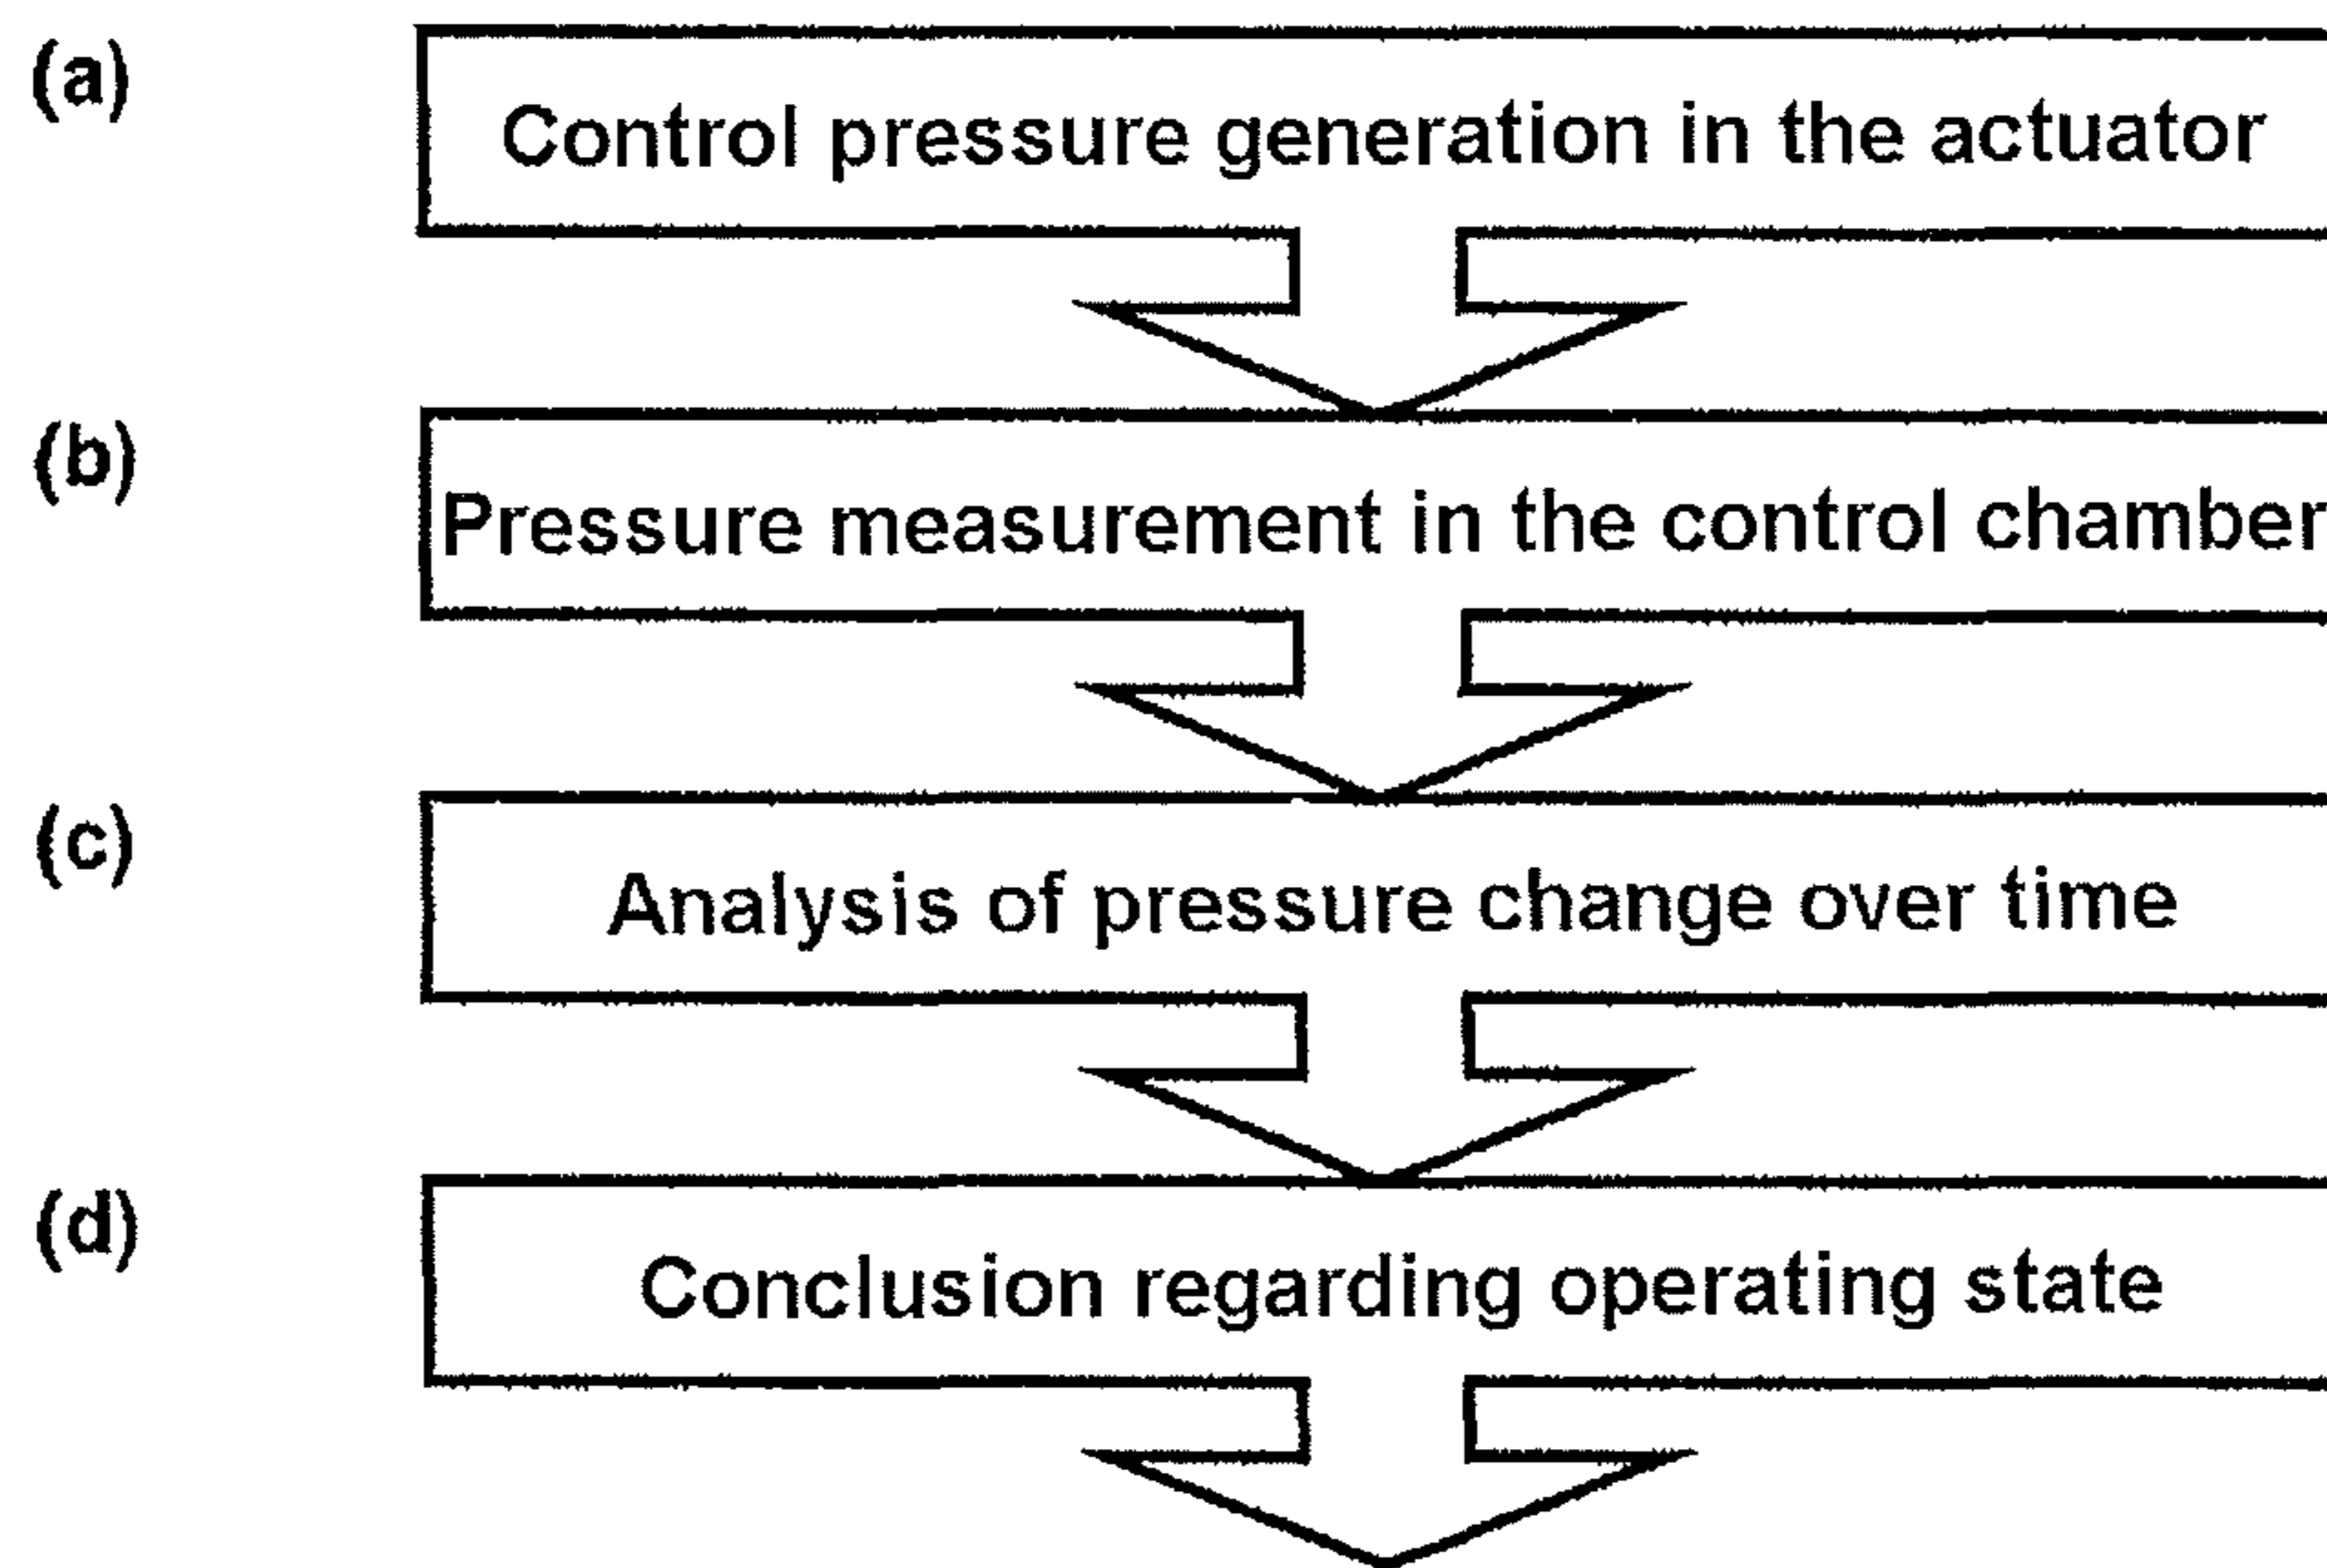 (a) Control pressure generation in the actuator
(b) Pressure measurement in the control chamber
(c) Analysis of pressure change over time
(d) Conclusion regarding operating state